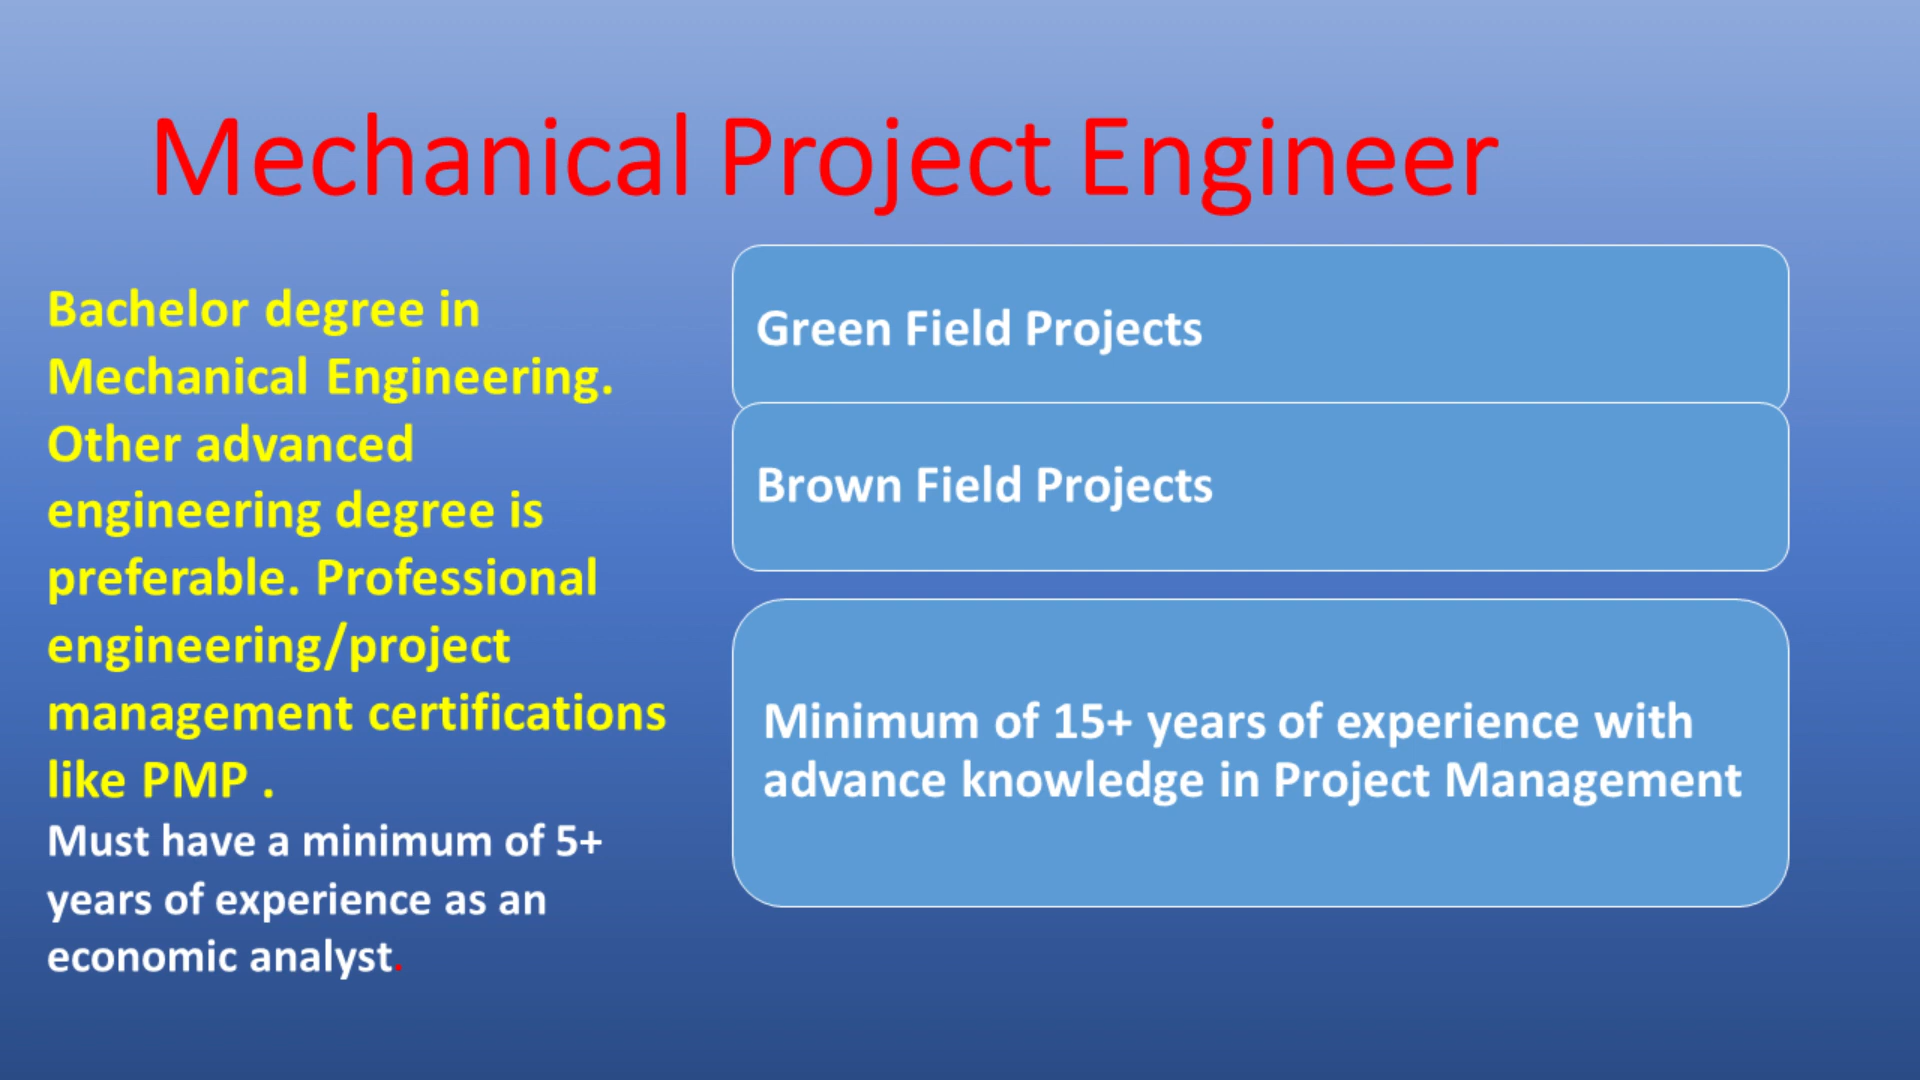 Mechanical Project Engineer
Bachelor degree in
Mechanical Engineering.
Other advanced
engineering degree is
preferable. Professional
engineering/project
management certifications
like PMP .
Must have a minimum of 5+
years of experience as an
economic analyst.
Green Field Projects
Brown Field Projects
Minimum of 15+ years of experience with
advance knowledge in Project Management